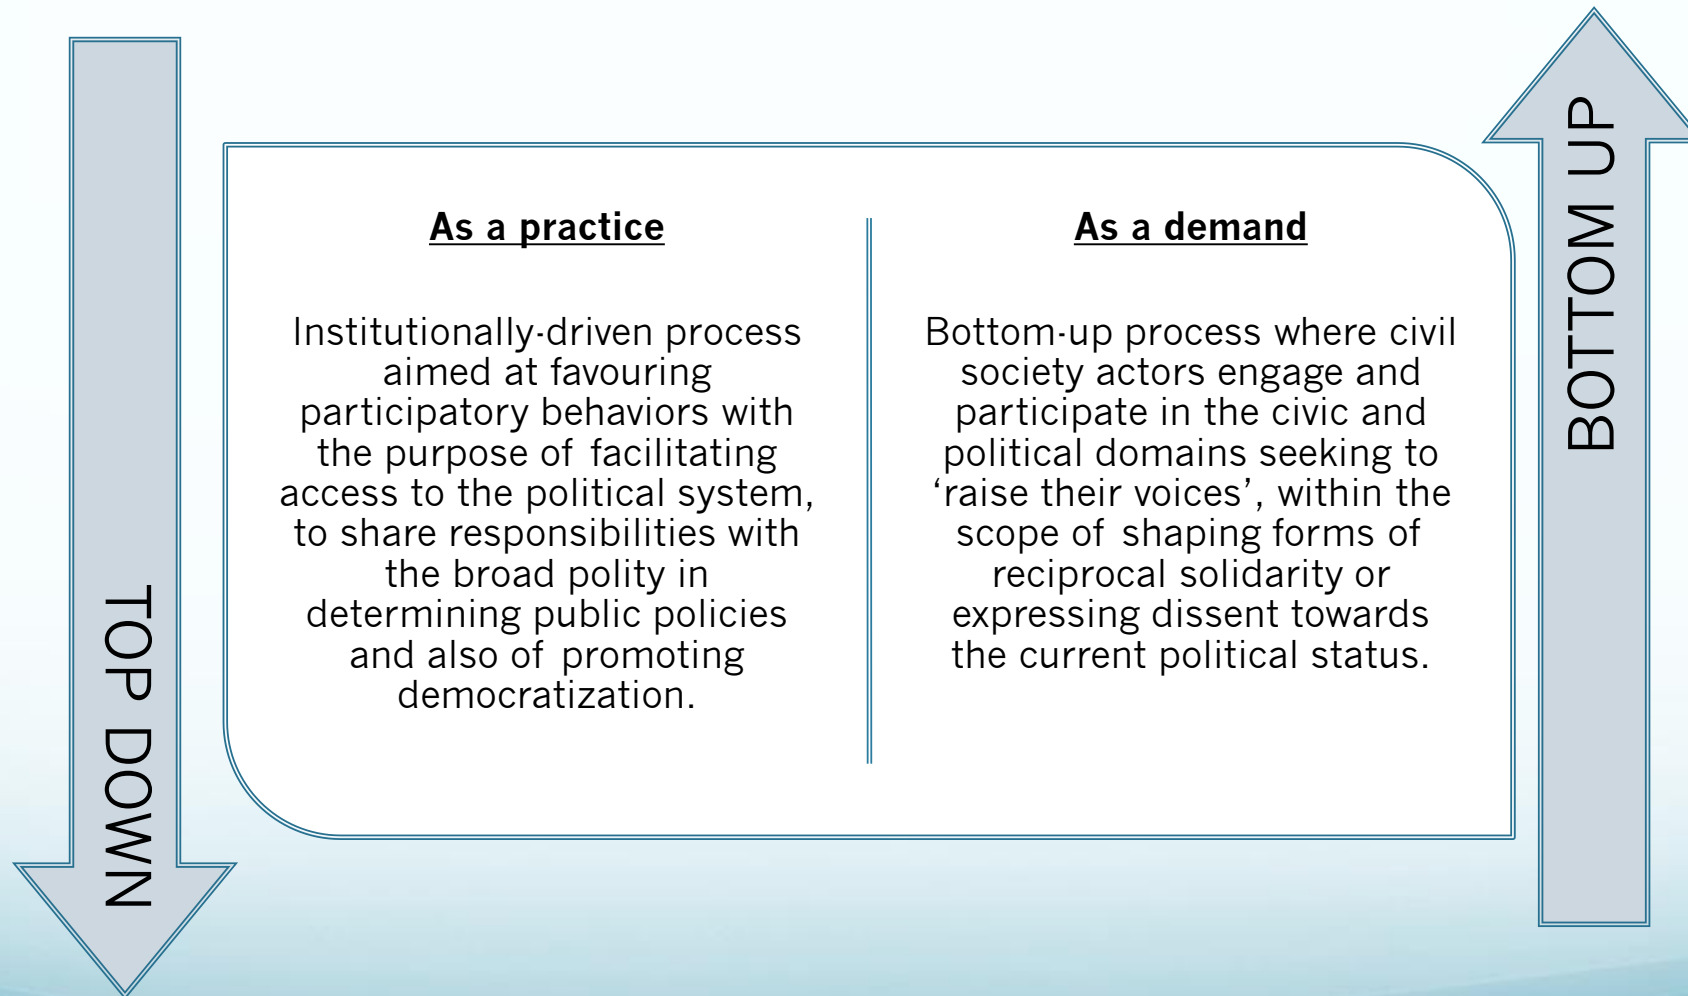 TOP DOWN
As a practice
Institutionally-driven process
aimed at favouring
participatory behaviors with
the purpose of facilitating
access to the political system,
to share responsibilities with
the broad polity in
determining public policies
and also of promoting
democratization.
As a demand
Bottom-up process where civil
society actors engage and
participate in the civic and
political domains seeking to
‘raise their voices’, within the
scope of shaping forms of
reciprocal solidarity or
expressing dissent towards
the current political status.
BOTTOM UP